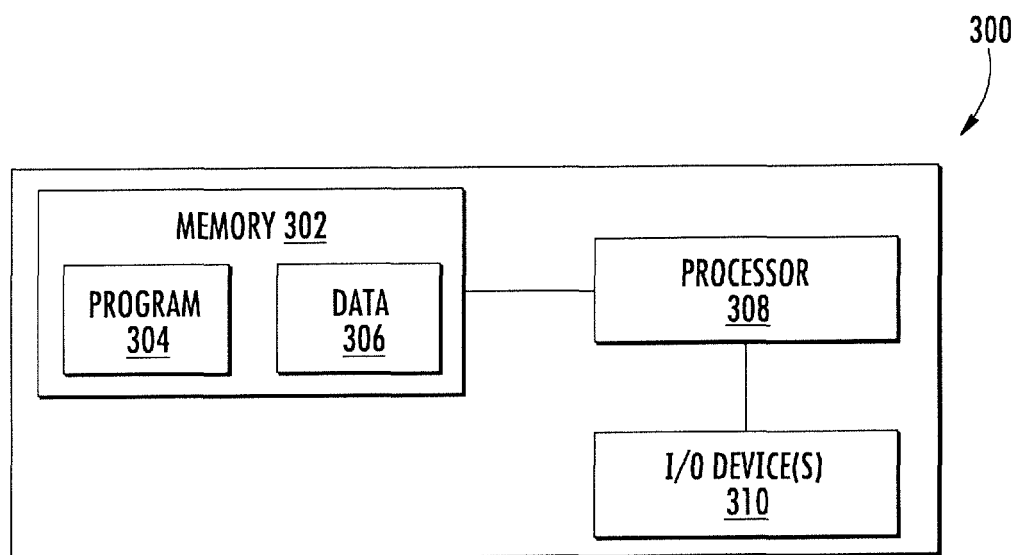 300
MEMORY 302
PROGRAM
304
DATA
306
PROCESSOR
308
I/O DEVICE(S)
310